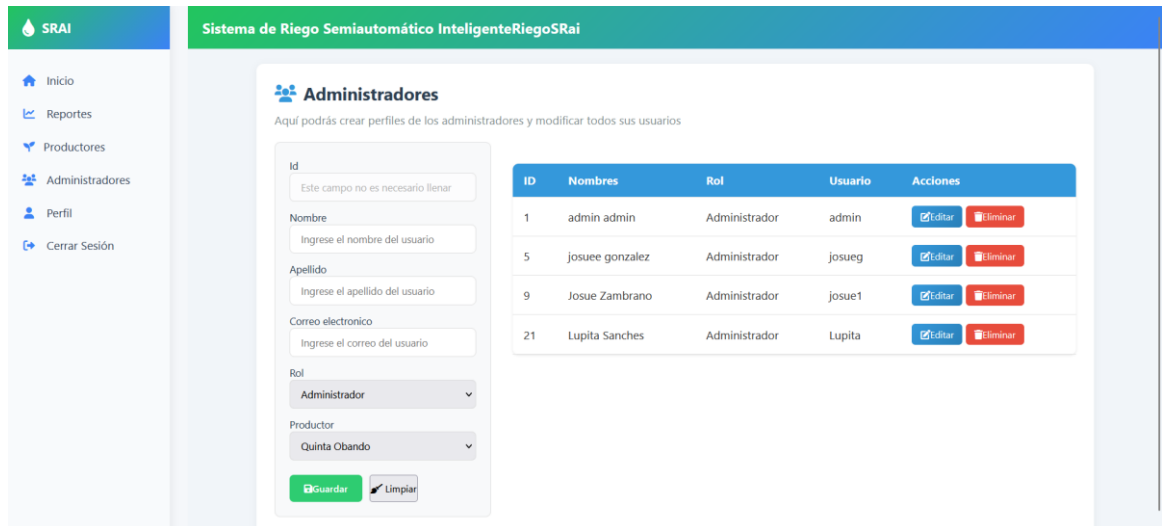 SRAI
Sistema de Riego Semiautomático InteligenteRiegoSRai
Inicio
Reportes
Productores
Administradores
Perfil
Cerrar Sesión
Administradores
Aquí podrás crear perfiles de los administradores y modificar todos sus usuarios
Id
Este campo no es necesario llenar
Nombre
Ingrese el nombre del usuario
Apellido
Ingrese el apellido del usuario
Correo electronico
Ingrese el correo del usuario
Rol
Administrador
Productor
Quinta Obando
Guardar Limpiar
ID Nombres Rol Usuario Acciones
1 admin admin Administrador admin Editar Eliminar
5 josuee gonzalez Administrador josueg Editar Eliminar
9 Josue Zambrano Administrador josue1 Editar Eliminar
21 Lupita Sanches Administrador Lupita Editar Eliminar